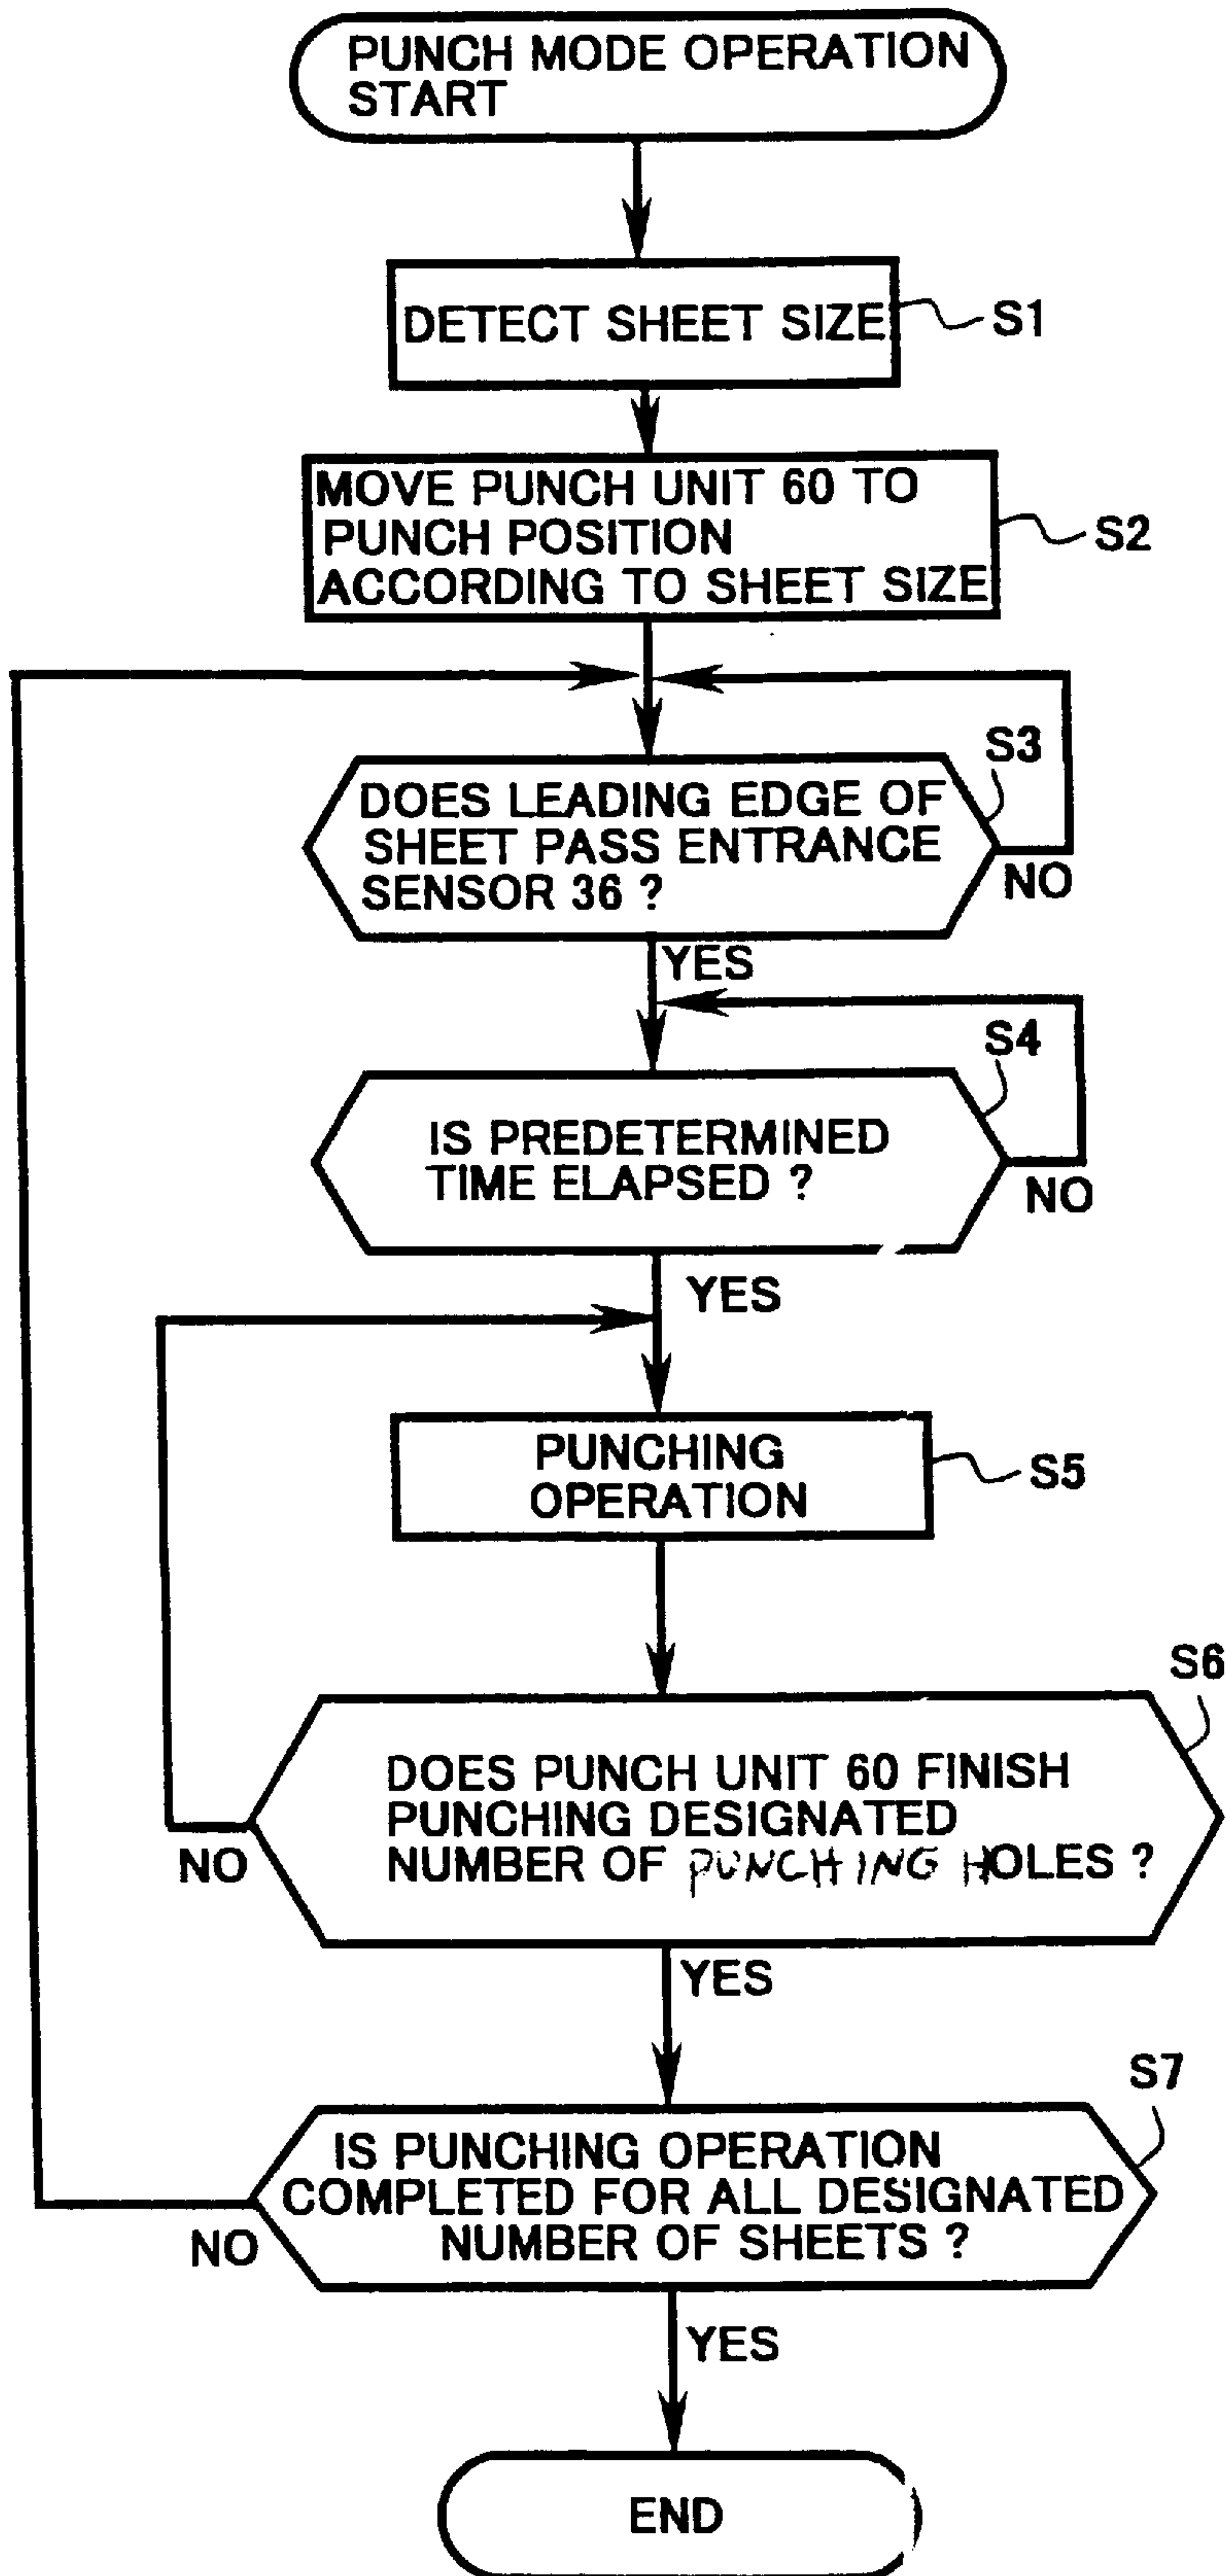 PUNCH MODE OPERATION
START
DETECT SHEET SIZE
S1
MOVE PUNCH UNIT 60 TO
PUNCH POSITION
ACCORDING TO SHEET SIZE
S2
S3
DOES LEADING EDGE OF
SHEET PASS ENTRANCE
SENSOR 36 ?
NO
YES
S4
IS PREDETERMINED
TIME ELAPSED ?
NO
YES
PUNCHING
OPERATION
S5
S6
DOES PUNCH UNIT 60 FINISH
PUNCHING DESIGNATED
NUMBER OF PUNCHING HOLES ?
NO
YES
S7
IS PUNCHING OPERATION
COMPLETED FOR ALL DESIGNATED
NUMBER OF SHEETS ?
NO
YES
END